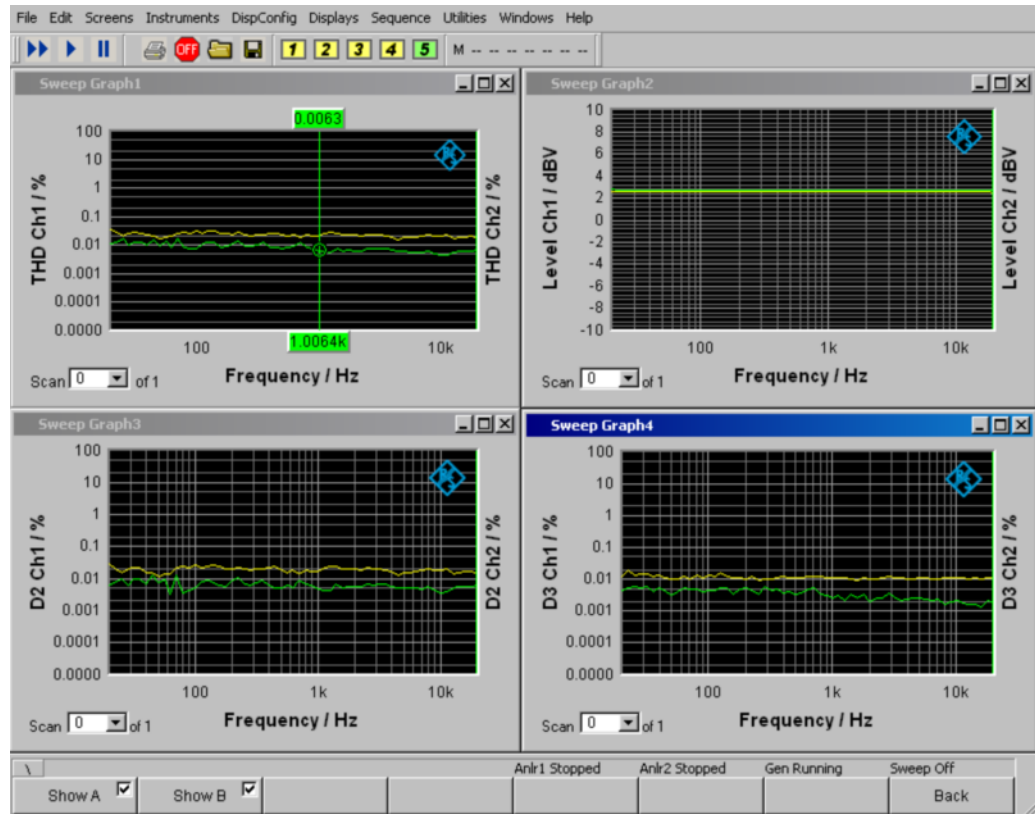 File Edit Screens Instruments DispConfig Displays Sequence Utilities Windows Help
OFF 1 2 3 4 5 M -- -- -- -- -- -- --
Sweep Graph1
0.0063
THD Ch1 / %
100
10
1
0.1
0.01
0.001
0.0001
0.0000
THD Ch2 / %
100 1.0064k 10k
Scan 0 of 1 Frequency / Hz
Sweep Graph2
Level Ch1 / dBV
10
8
6
4
2
0
-2
-4
-6
-8
-10
Level Ch2 / dBV
100 1k 10k
Scan 0 of 1 Frequency / Hz
Sweep Graph3
D2 Ch1 / %
100
10
1
0.1
0.01
0.001
0.0001
0.0000
D2 Ch2 / %
100 1k 10k
Scan 0 of 1 Frequency / Hz
Sweep Graph4
D3 Ch1 / %
100
10
1
0.1
0.01
0.001
0.0001
0.0000
D3 Ch2 / %
100 1k 10k
Scan 0 of 1 Frequency / Hz
\ Anlr1 Stopped Anlr2 Stopped Gen Running Sweep Off
Show A Show B Back